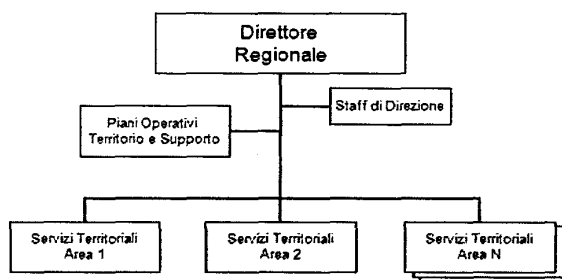 Direttore
Regionale
Staff di Direzione
Piani Operativi
Territorio e Supporto
Servizi Territoriali
Area 1
Servizi Territoriali
Area 2
Servizi Territoriali
Area N